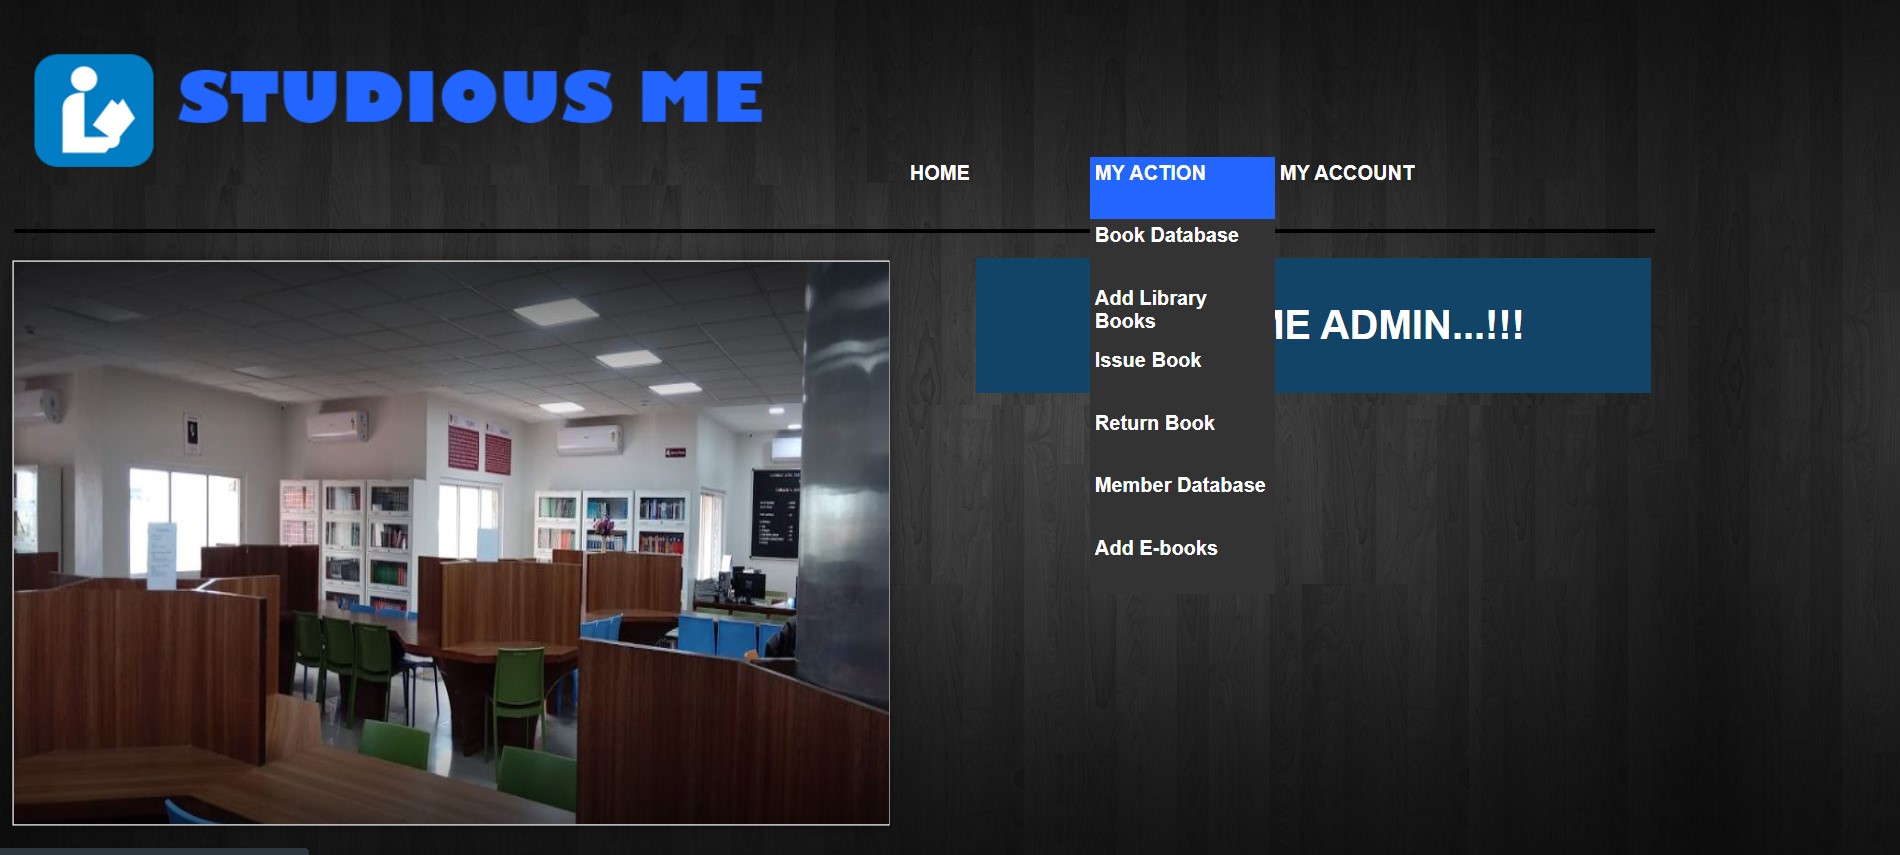 STUDIOUS ME
HOME
MY ACTION
MY ACCOUNT
Book Database
Add Library
Books
Issue Book
Return Book
Member Database
Add E-books
ADMIN...!!!